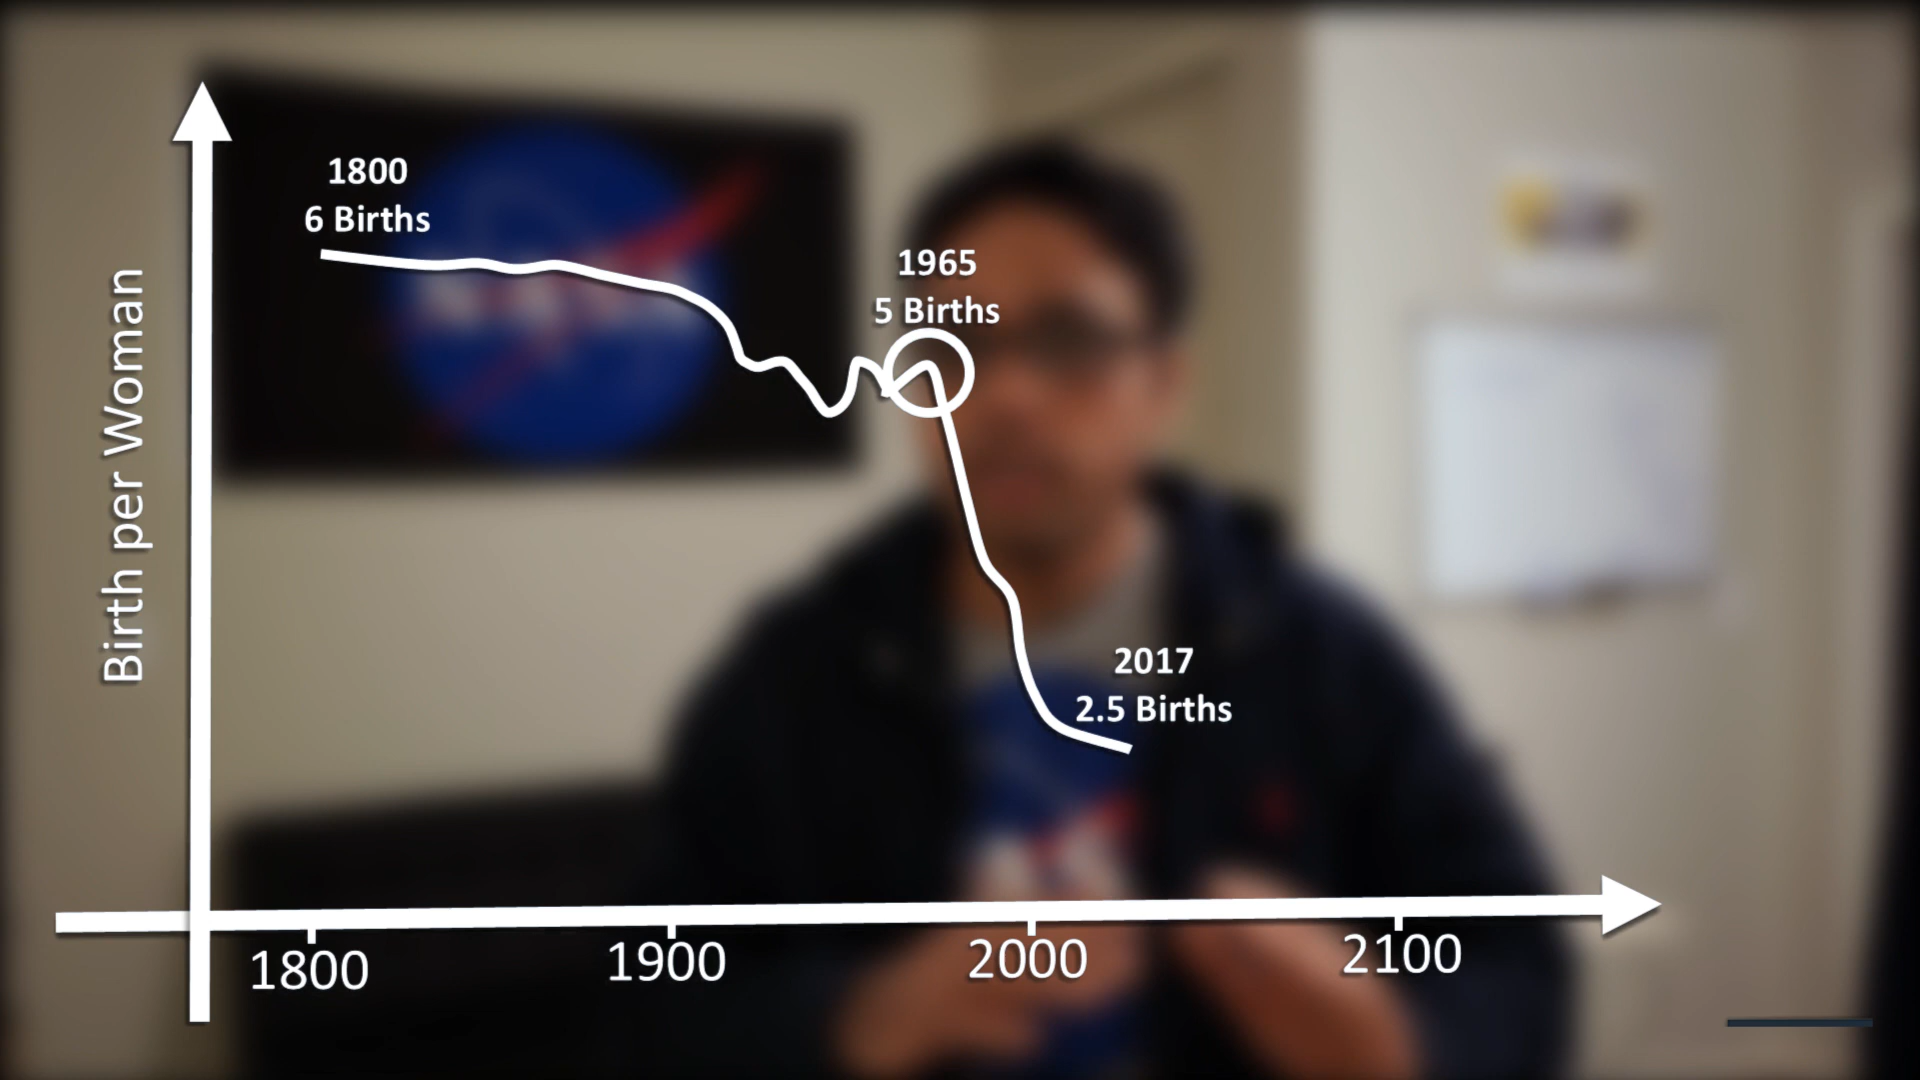 1800
6 Births
1965
5 Births
2017
2.5 Births
Birth per Woman
1800
1900
2000
2100